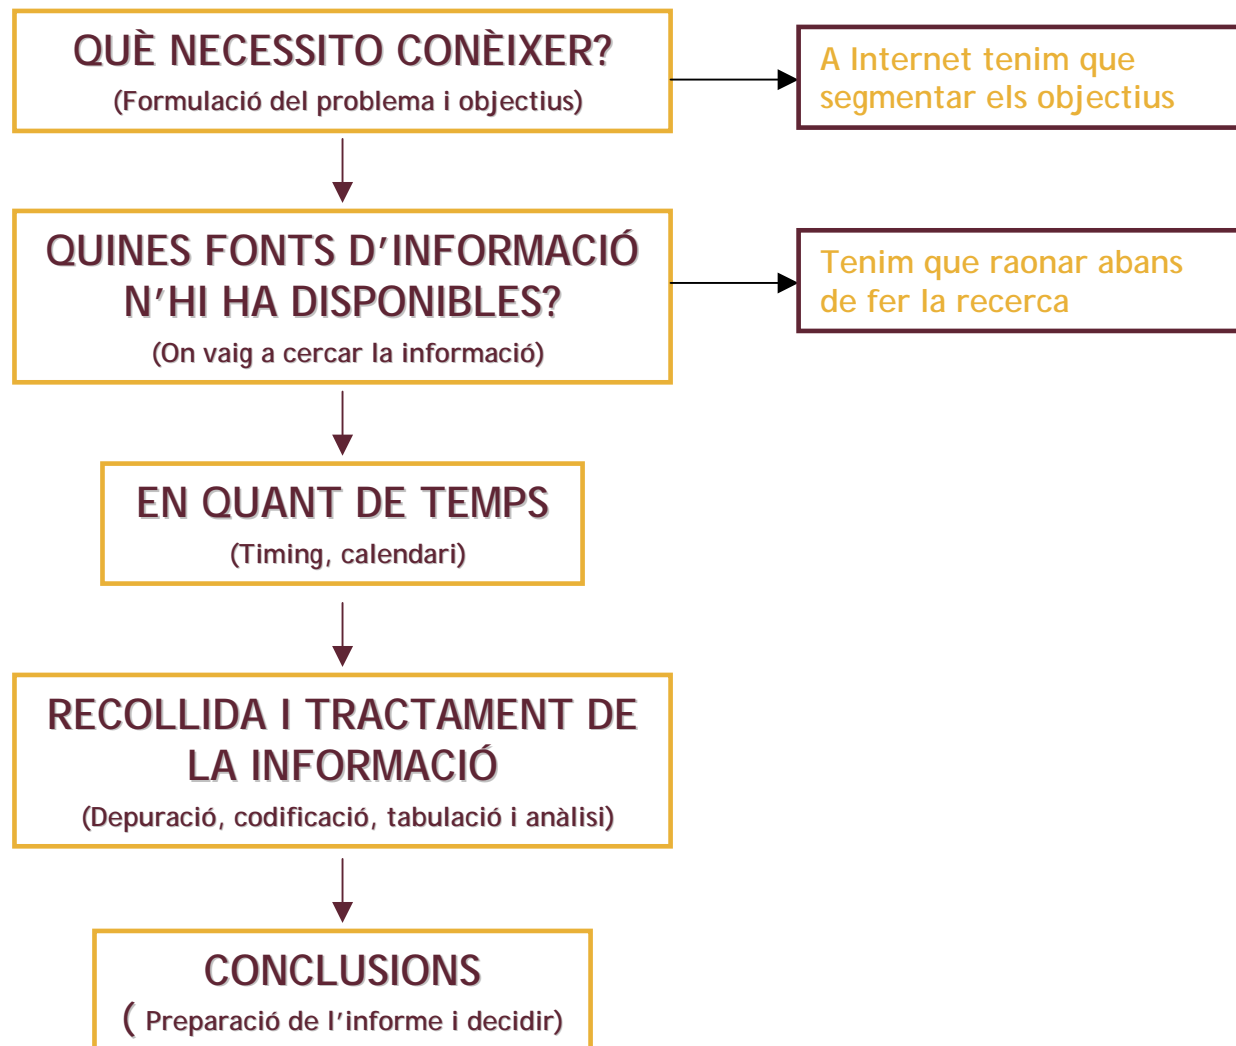 QUÈ NECESSITO CONÈIXER?
(Formulació del problema i objectius)
A Internet tenim que
segmentar els objectius
QUINES FONTS D’INFORMACIÓ
N’HI HA DISPONIBLES?
(On vaig a cercar la informació)
Tenim que raonar abans
de fer la recerca
EN QUANT DE TEMPS
(Timing, calendari)
RECOLLIDA I TRACTAMENT DE
LA INFORMACIÓ
(Depuració, codificació, tabulació i anàlisi)
CONCLUSIONS
( Preparació de l’informe i decidir)